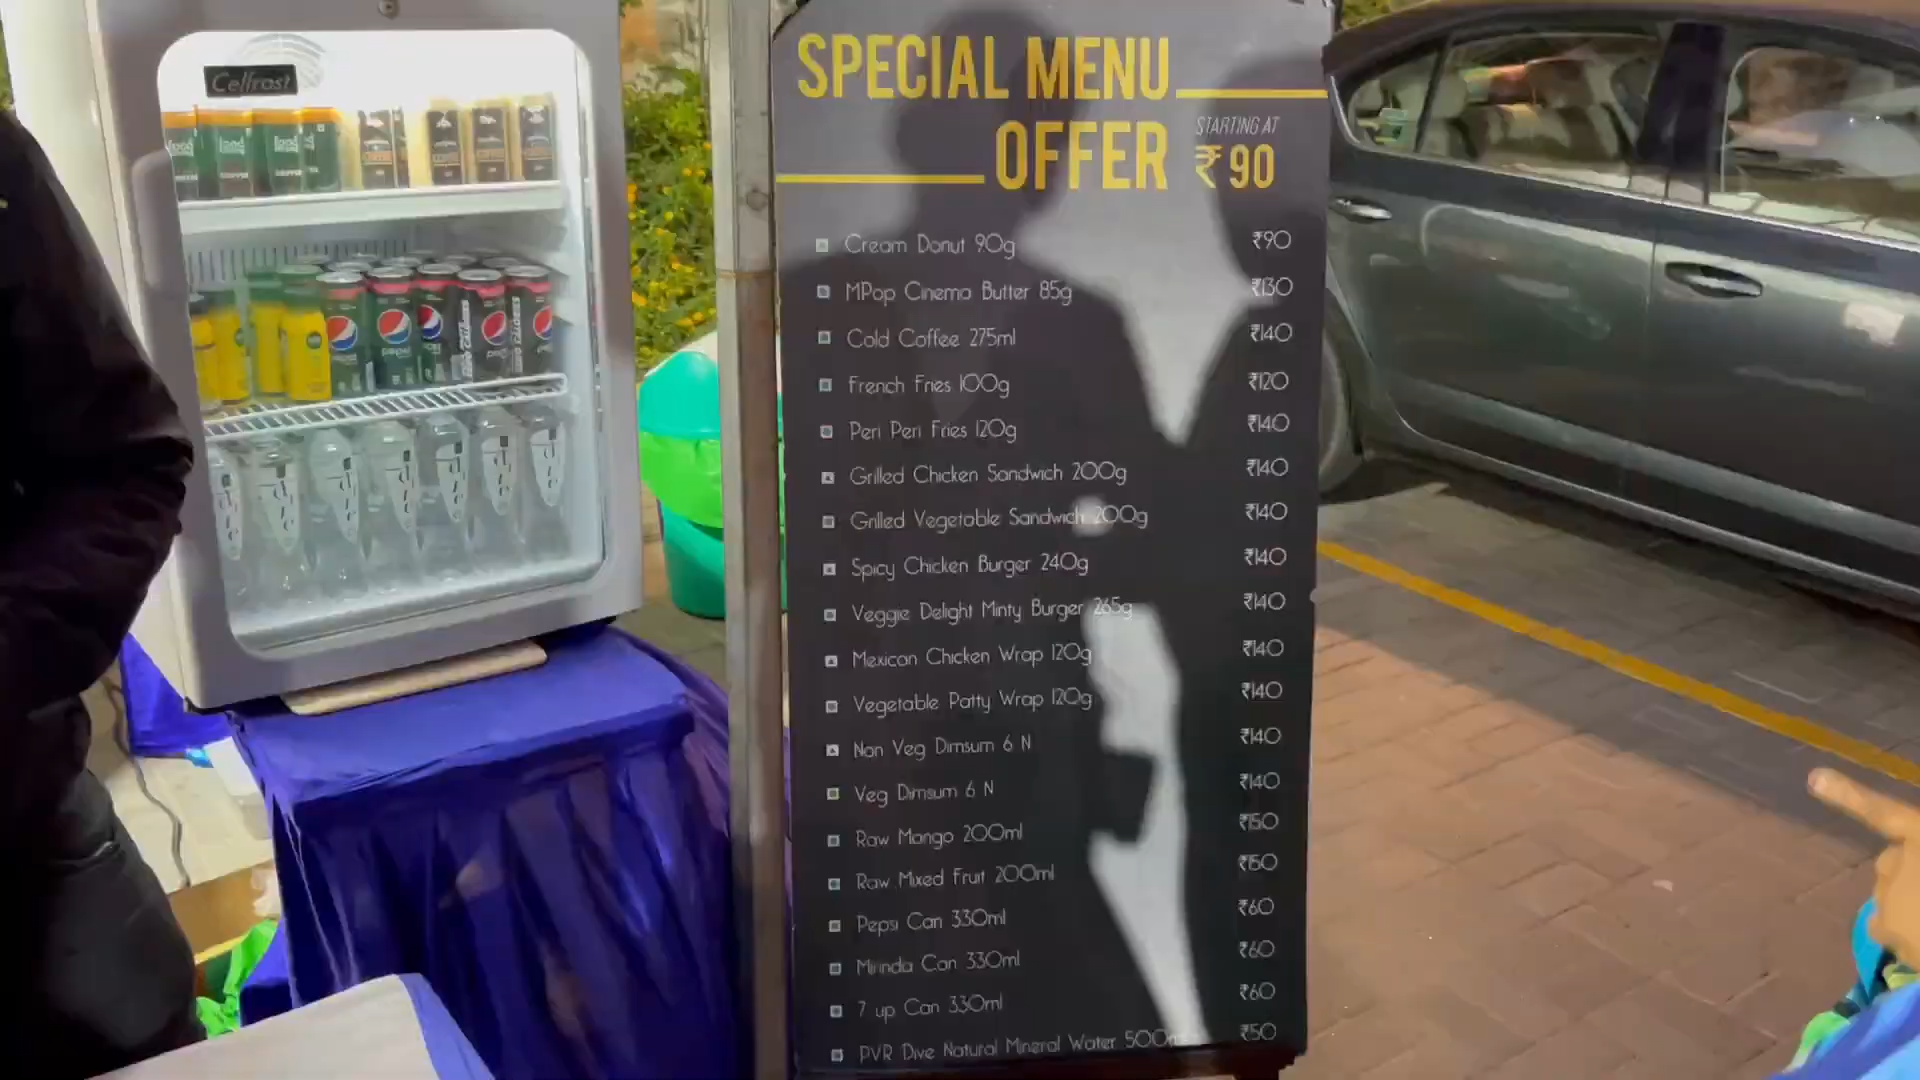 Celfrost
SPECIAL MENU
OFFER
STARTING AT
₹90
Cream Donut 90g ₹90
MPop Cinema Butter 85g ₹130
Cold Coffee 275ml ₹140
French Fries 100g ₹120
Peri Peri Fries 120g ₹140
Grilled Chicken Sandwich 200g ₹140
Grilled Vegetable Sandwich 200g ₹140
Spicy Chicken Burger 240g ₹140
Veggie Delight Minty Burger 265g ₹140
Mexican Chicken Wrap 120g ₹140
Vegetable Patty Wrap 120g ₹140
Non Veg Dimsum 6 N ₹140
Veg Dimsum 6 N ₹140
Raw Mango 200ml ₹150
Raw Mixed Fruit 200ml ₹150
Pepsi Can 330ml ₹60
Mirinda Can 330ml ₹60
7 up Can 330ml ₹60
PVR Dive Natural Mineral Water ₹50
COFFEE
COFFEE
pepsi